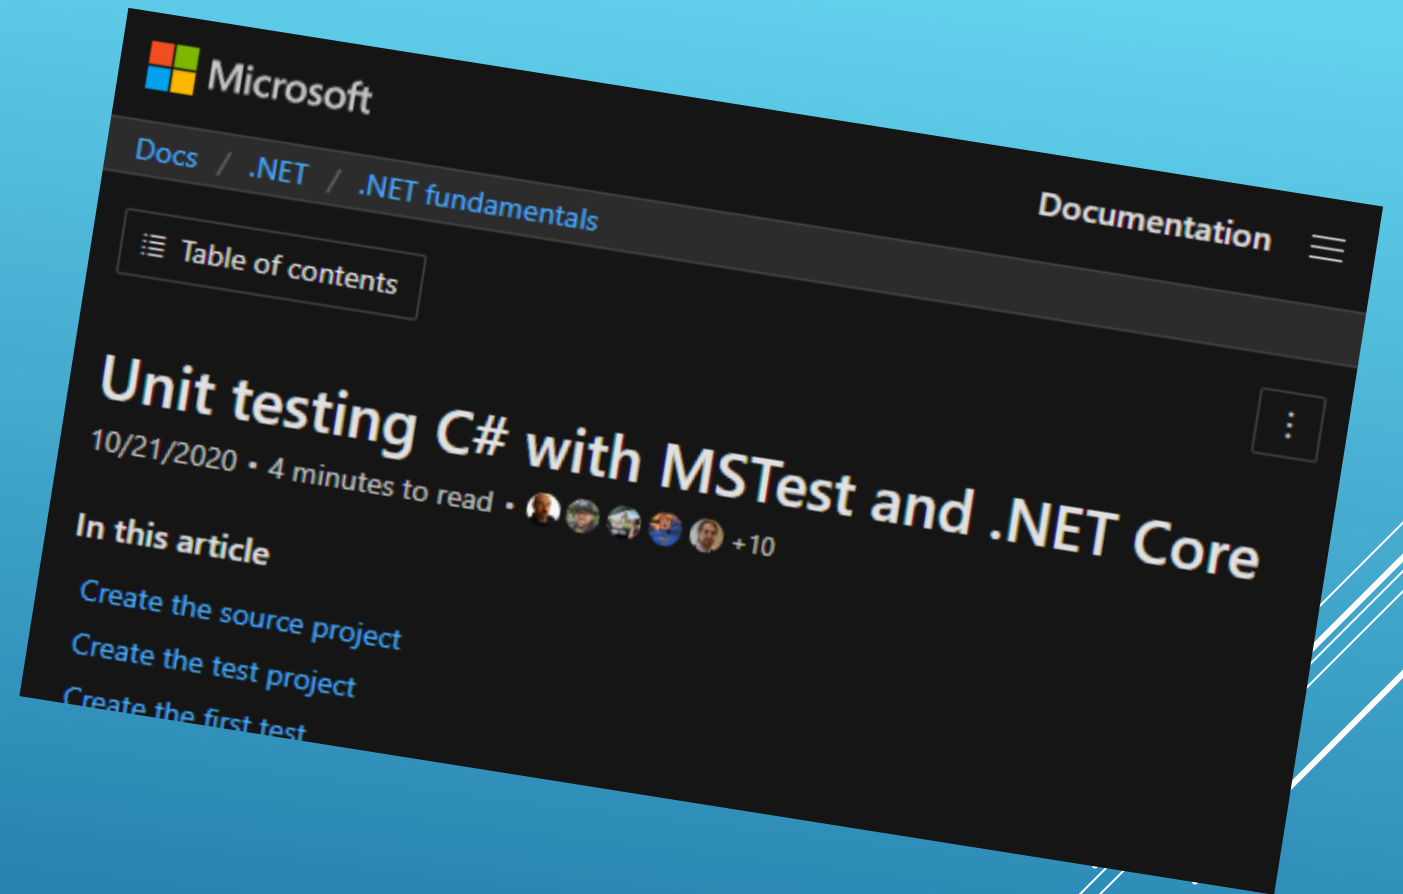 Microsoft
Documentation
Docs / .NET / .NET fundamentals
Table of contents
Unit testing C# with MSTest and .NET Core
10/21/2020 • 4 minutes to read • +10
In this article
Create the source project
Create the test project
Create the first test